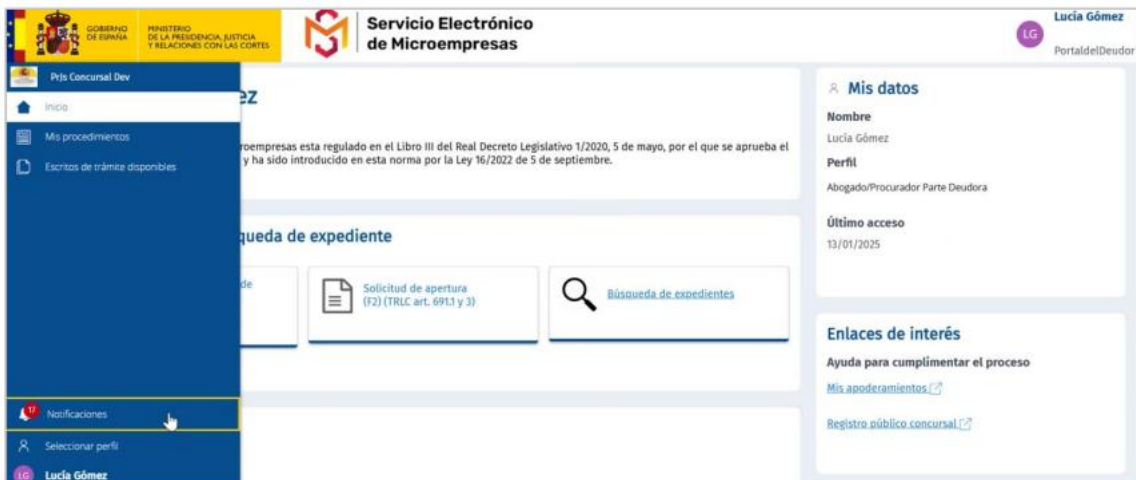 GOBIERNO
DE ESPAÑA
MINISTERIO
DE LA PRESIDENCIA, JUSTICIA
Y RELACIONES CON LAS CORTES
Servicio Electrónico
de Microempresas
LG
Lucía Gómez
PortaldelDeudor
PrJs Concursal Dev
Inicio
Mis procedimientos
Escritos de trámite disponibles
ez
roempresas esta regulado en el Libro III del Real Decreto Legislativo 1/2020, 5 de mayo, por el que se aprueba el
y ha sido introducido en esta norma por la Ley 16/2022 de 5 de septiembre.
queda de expediente
de
Solicitud de apertura
(F2) (TRLC art. 691.1 y 3)
Búsqueda de expedientes
17
Notificaciones
Seleccionar perfil
LG
Lucía Gómez
Mis datos
Nombre
Lucía Gómez
Perfil
Abogado/Procurador Parte Deudora
Último acceso
13/01/2025
Enlaces de interés
Ayuda para cumplimentar el proceso
Mis apoderamientos
Registro público concursal